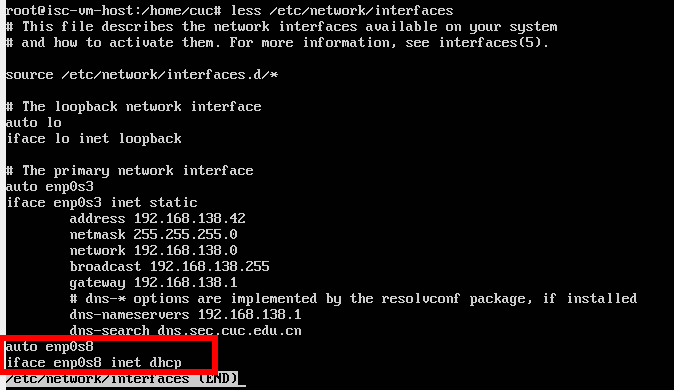 root@isc-vm-host:/home/cuc# less /etc/network/interfaces
# This file describes the network interfaces available on your system
# and how to activate them. For more information, see interfaces(5).
source /etc/network/interfaces.d/*
# The loopback network interface
auto lo
iface lo inet loopback
# The primary network interface
auto enp0s3
iface enp0s3 inet static
address 192.168.138.42
netmask 255.255.255.0
network 192.168.138.0
broadcast 192.168.138.255
gateway 192.168.138.1
# dns-* options are implemented by the resolvconf package, if installed
dns-nameservers 192.168.138.1
dns-search dns.sec.cuc.edu.cn
auto enp0s8
iface enp0s8 inet dhcp
/etc/network/interfaces (END)